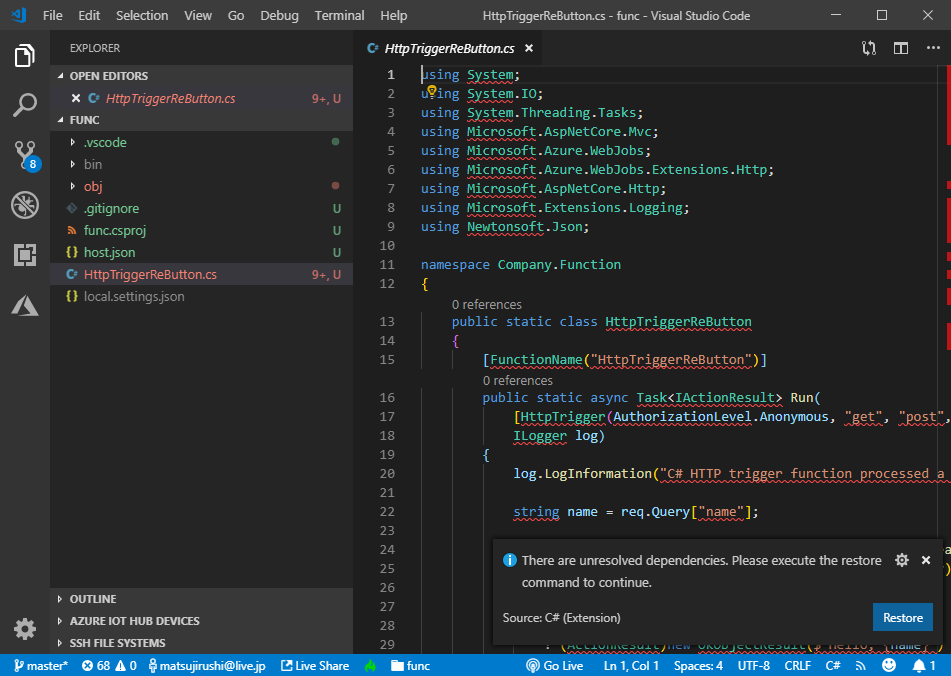 File Edit Selection View Go Debug Terminal Help HttpTriggerReButton.cs - func - Visual Studio Code
EXPLORER
OPEN EDITORS
HttpTriggerReButton.cs 9+, U
FUNC
.vscode
bin
obj
.gitignore U
func.csproj U
host.json U
HttpTriggerReButton.cs 9+, U
local.settings.json
OUTLINE
AZURE IOT HUB DEVICES
SSH FILE SYSTEMS
8
HttpTriggerReButton.cs
1 using System;
2 using System.IO;
3 using System.Threading.Tasks;
4 using Microsoft.AspNetCore.Mvc;
5 using Microsoft.Azure.WebJobs;
6 using Microsoft.Azure.WebJobs.Extensions.Http;
7 using Microsoft.AspNetCore.Http;
8 using Microsoft.Extensions.Logging;
9 using Newtonsoft.Json;
10
11 namespace Company.Function
12 {
0 references
13 public static class HttpTriggerReButton
14 {
15 [FunctionName("HttpTriggerReButton")]
0 references
16 public static async Task<IActionResult> Run(
17 [HttpTrigger(AuthorizationLevel.Anonymous, "get", "post",
18 ILogger log)
19 {
20 log.LogInformation("C# HTTP trigger function processed a
21
22 string name = req.Query["name"];
23
24
25
26
27
28
29 : (ActionResult)new OkObjectResult($"Hello, {name}")
There are unresolved dependencies. Please execute the restore
command to continue.
Source: C# (Extension) Restore
master* 68 0 matsujirushi@live.jp Live Share func Go Live Ln 1, Col 1 Spaces: 4 UTF-8 CRLF C# 1